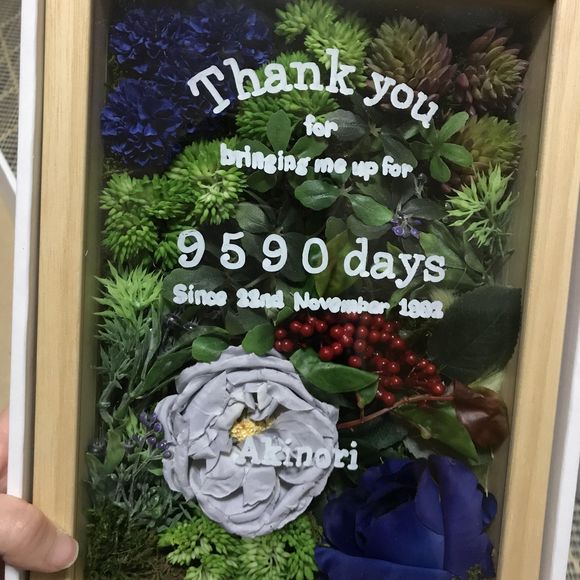 Thank you
for
bringing me up for
9590 days
Since 22nd November 1992
Akinori